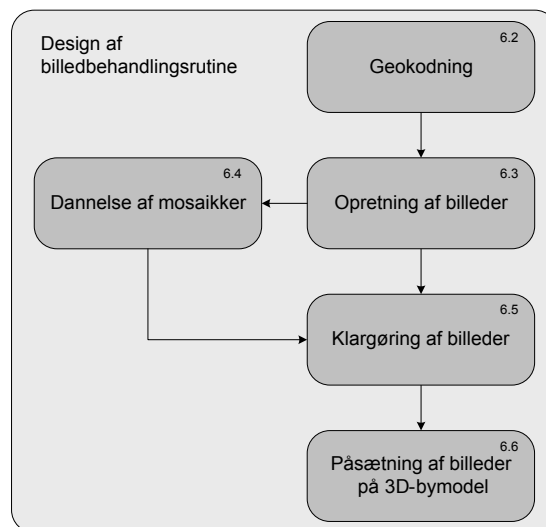 Design af
billedbehandlingsrutine
6.2
Geokodning
6.4
Dannelse af mosaikker
6.3
Opretning af billeder
6.5
Klargøring af billeder
6.6
Påsætning af billeder
på 3D-bymodel